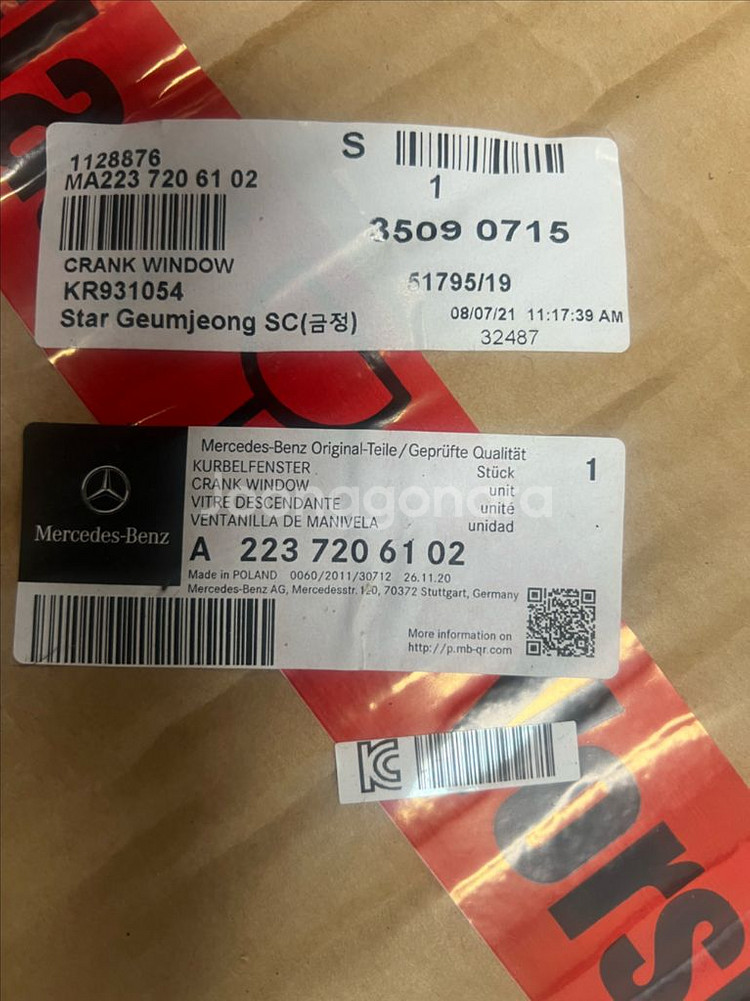 1128876
MA223 720 61 02
S
1
3509 0715
CRANK WINDOW
KR931054
51795/19
Star Geumjeong SC(금정)
08/07/21 11:17:39 AM
32487
Mercedes-Benz
Mercedes-Benz Original-Teile/Geprüfte Qualität
KURBELFENSTER
CRANK WINDOW
VITRE DESCENDANTE
VENTANILLA DE MANIVELA
Stück
unit
unité
unidad
1
A 223 720 61 02
Made in POLAND 0060/2011/30712 26.11.20
Mercedes-Benz AG, Mercedesstr. 120, 70372 Stuttgart, Germany
More information on
http://p.mb-qr.com
Joonagonara
KC